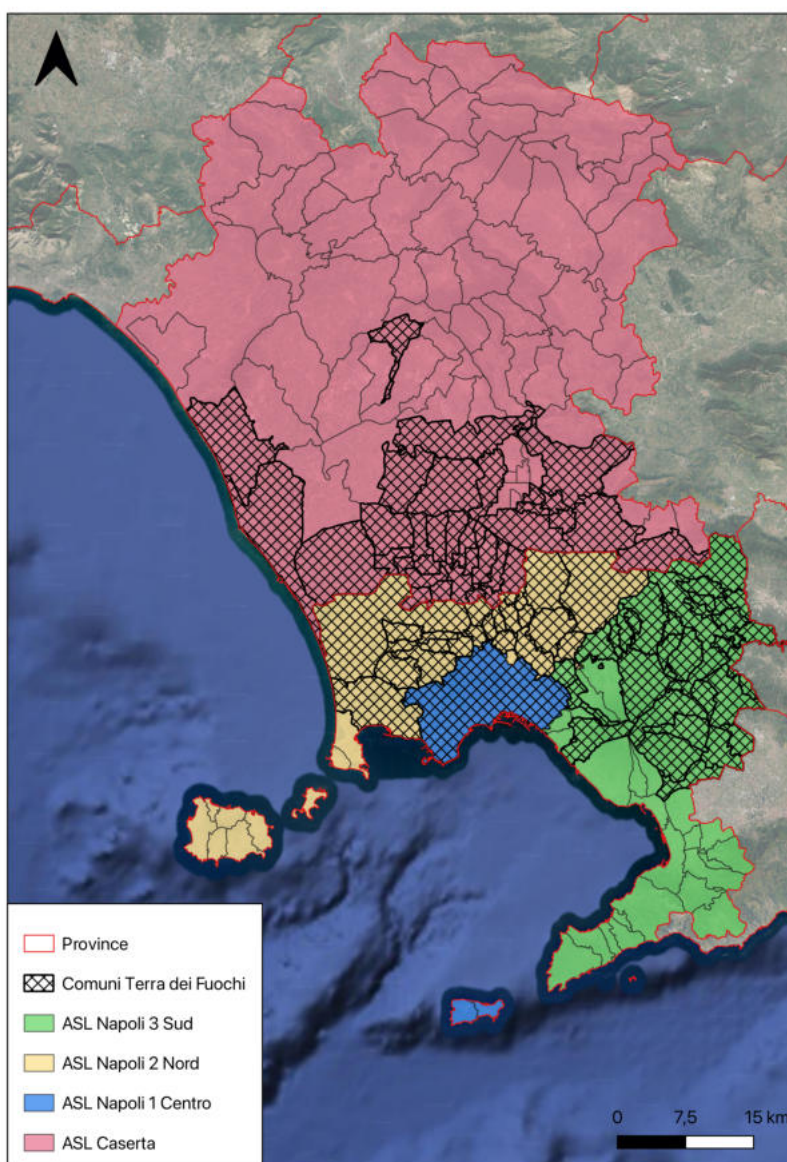 Province
Comuni Terra dei Fuochi
ASL Napoli 3 Sud
ASL Napoli 2 Nord
ASL Napoli 1 Centro
ASL Caserta
0 7,5 15 km